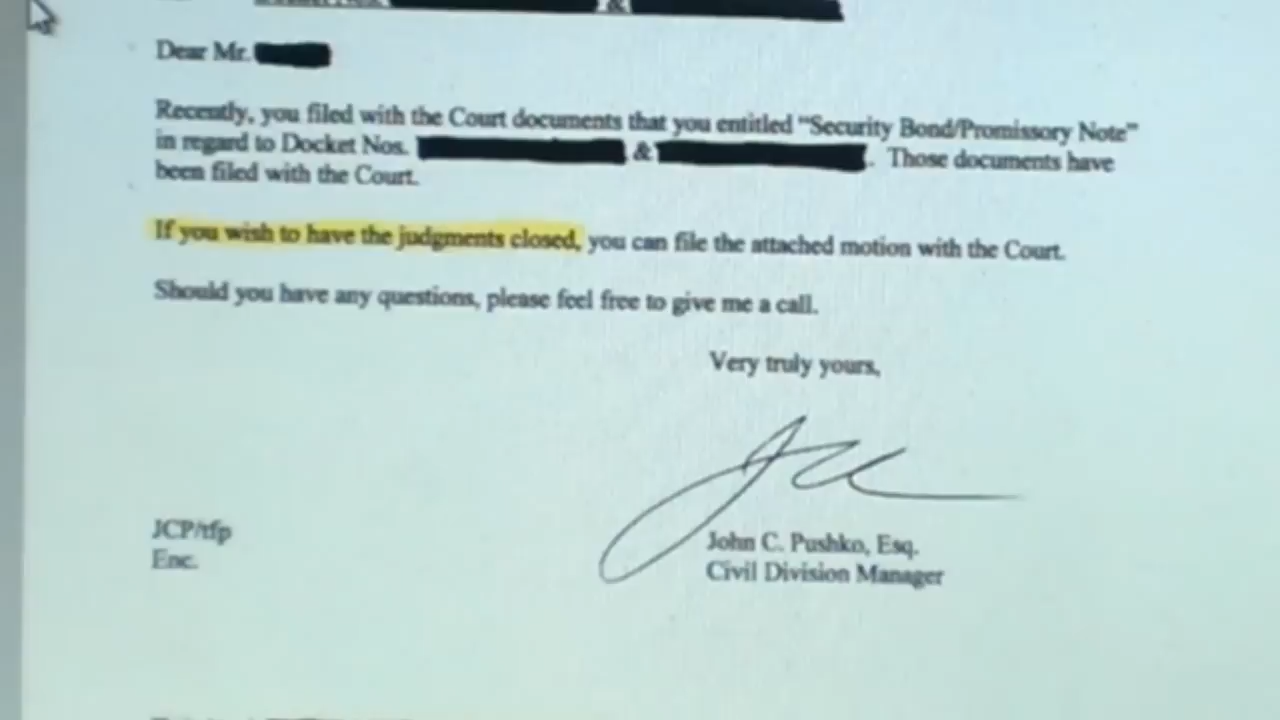 &
Dear Mr.
Recently, you filed with the Court documents that you entitled “Security Bond/Promissory Note”
in regard to Docket Nos. & . Those documents have
been filed with the Court.
If you wish to have the judgments closed, you can file the attached motion with the Court.
Should you have any questions, please feel free to give me a call.
Very truly yours,
JCP/tfp
Enc.
John C. Pushko, Esq.
Civil Division Manager